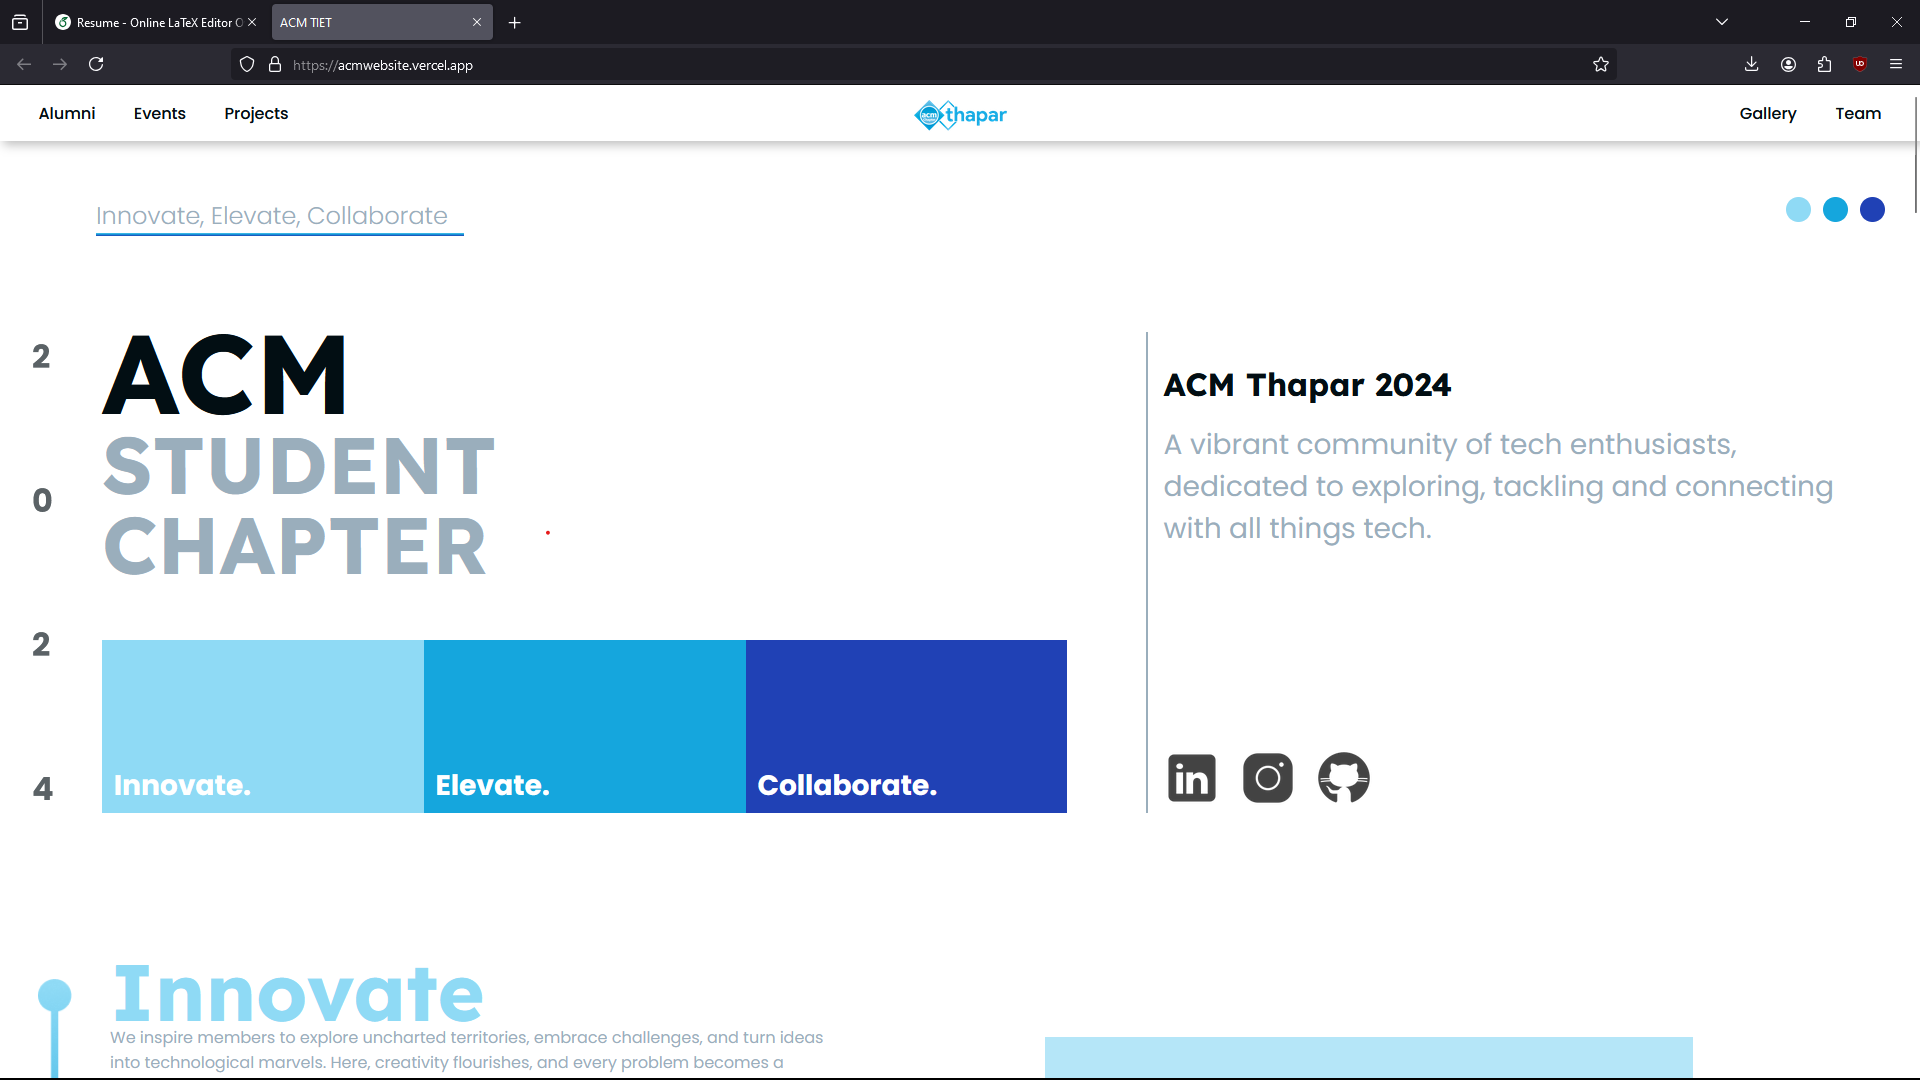 Resume - Online LaTeX Editor O
ACM TIET
https://acmwebsite.vercel.app
Alumni
Events
Projects
acm
thapar
Gallery
Team
Innovate, Elevate, Collaborate
2
0
2
4
ACM
STUDENT
CHAPTER
Innovate.
Elevate.
Collaborate.
ACM Thapar 2024
A vibrant community of tech enthusiasts,
dedicated to exploring, tackling and connecting
with all things tech.
in
Innovate
We inspire members to explore uncharted territories, embrace challenges, and turn ideas
into technological marvels. Here, creativity flourishes, and every problem becomes a